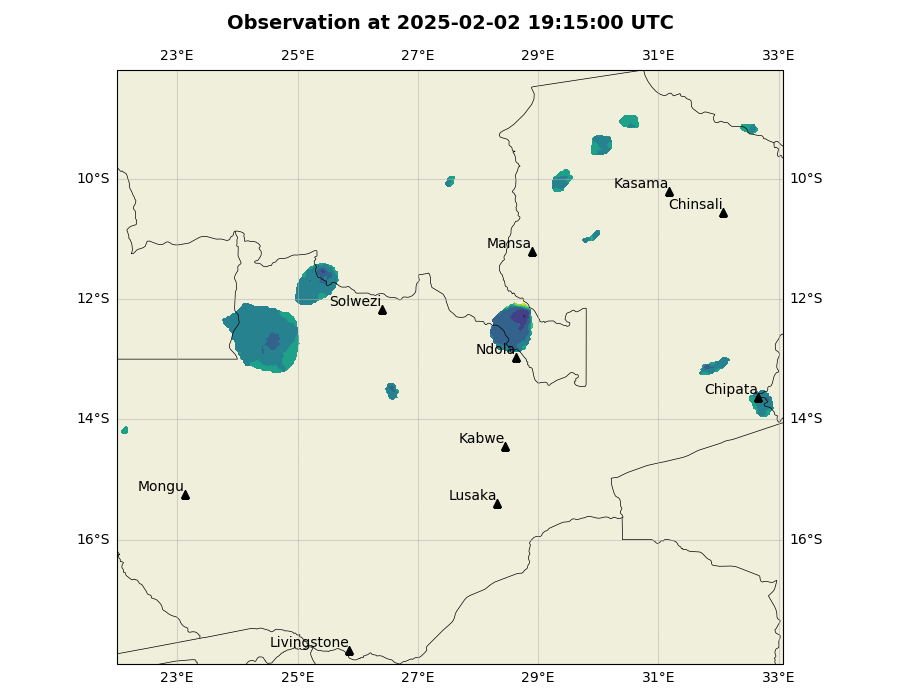 Observation at 2025-02-02 19:15:00 UTC
23°E 25°E 27°E 29°E 31°E 33°E
10°S 10°S
Kasama
Chinsali
Mansa
12°S 12°S
Solwezi
Ndola
Chipata
14°S 14°S
Kabwe
Mongu
Lusaka
16°S 16°S
Livingstone
23°E 25°E 27°E 29°E 31°E 33°E